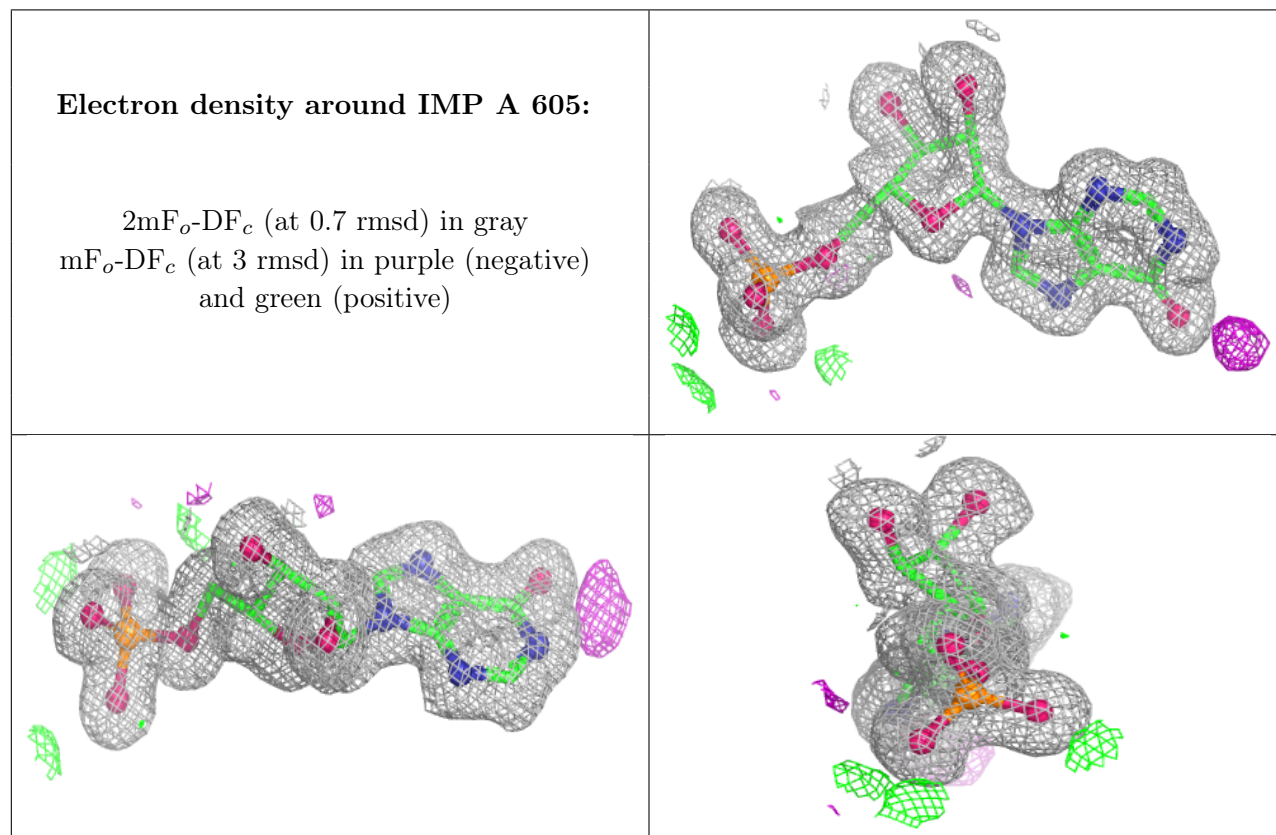 Electron density around IMP A 605:
2mFo-DFc (at 0.7 rmsd) in gray
mFo-DFc (at 3 rmsd) in purple (negative)
and green (positive)